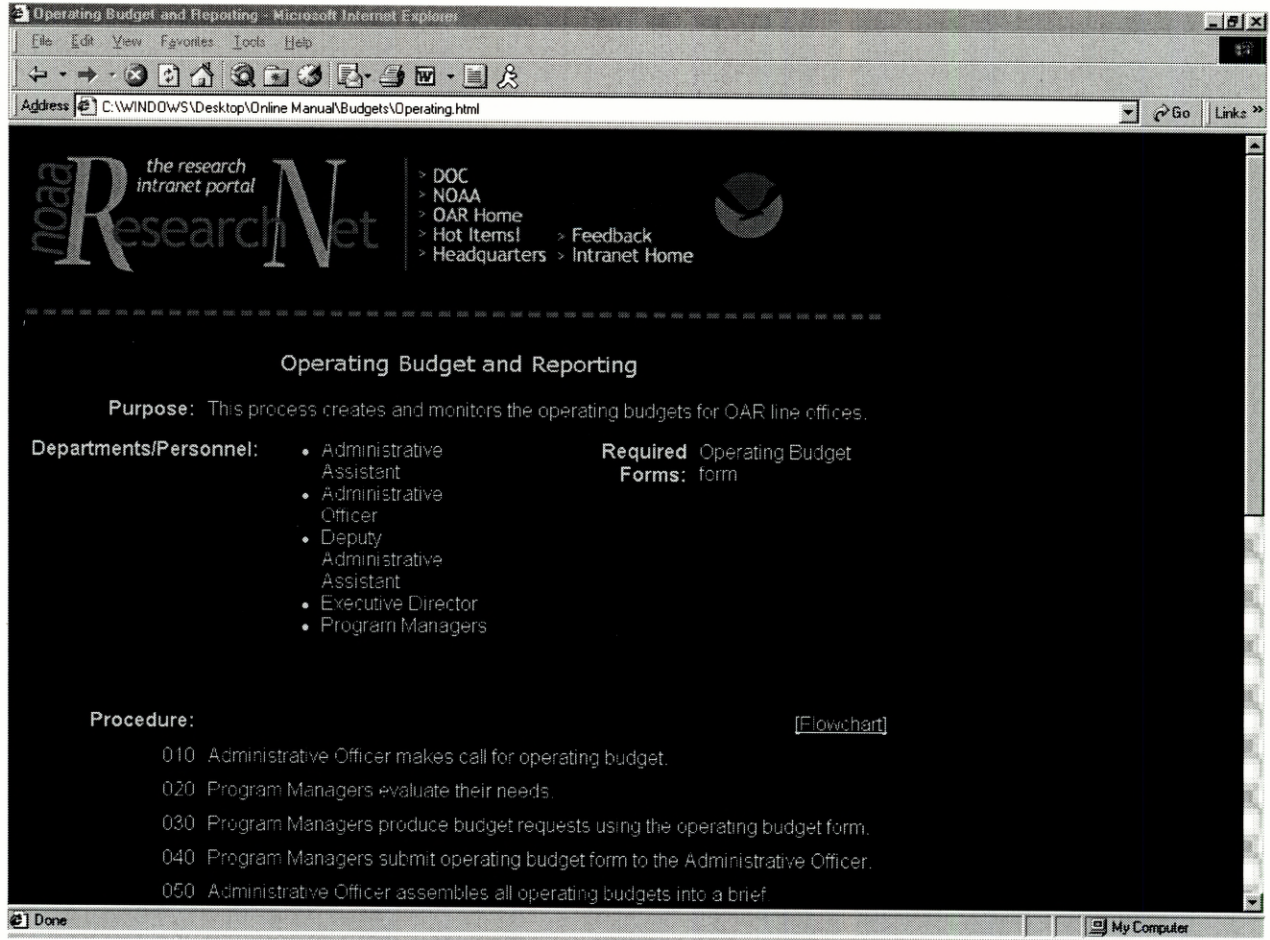 Operating Budget and Reporting - Microsoft Internet Explorer
File Edit View Favorites Tools Help
Address C:\WINDOWS\Desktop\Online Manual\Budgets\Operating.html Go Links »
noaa ResearchNet
the research
intranet portal
> DOC
> NOAA
> OAR Home
> Hot Items! > Feedback
> Headquarters > Intranet Home
Operating Budget and Reporting
Purpose: This process creates and monitors the operating budgets for OAR line offices.
Departments/Personnel:
• Administrative
Assistant
• Administrative
Officer
• Deputy
Administrative
Assistant
• Executive Director
• Program Managers
Required Operating Budget
Forms: form
Procedure: [Flowchart]
010 Administrative Officer makes call for operating budget.
020 Program Managers evaluate their needs.
030 Program Managers produce budget requests using the operating budget form.
040 Program Managers submit operating budget form to the Administrative Officer.
050 Administrative Officer assembles all operating budgets into a brief.
Done My Computer